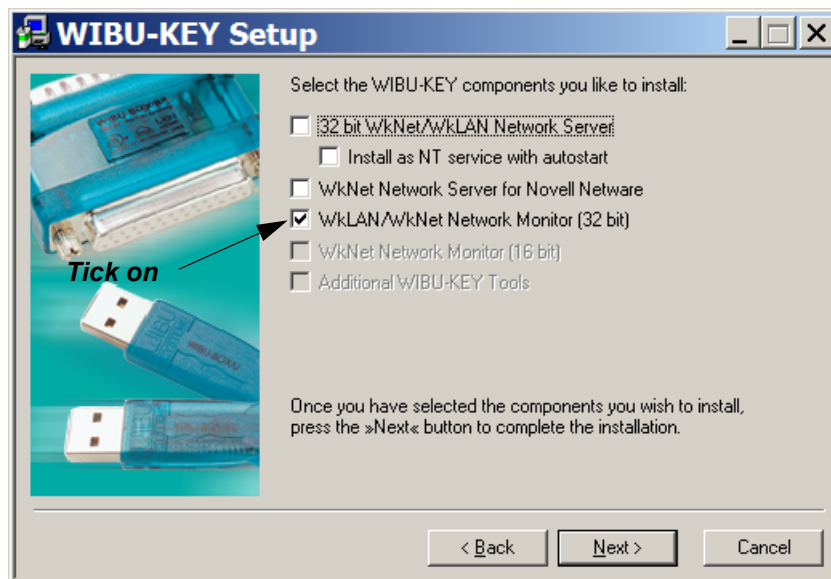 WIBU-KEY Setup
Select the WIBU-KEY components you like to install:
32 bit WkNet/WkLAN Network Server
Install as NT service with autostart
WkNet Network Server for Novell Netware
WkLAN/WkNet Network Monitor (32 bit)
Tick on
WkNet Network Monitor (16 bit)
Additional WIBU-KEY Tools
Once you have selected the components you wish to install,
press the »Next« button to complete the installation.
< Back
Next >
Cancel